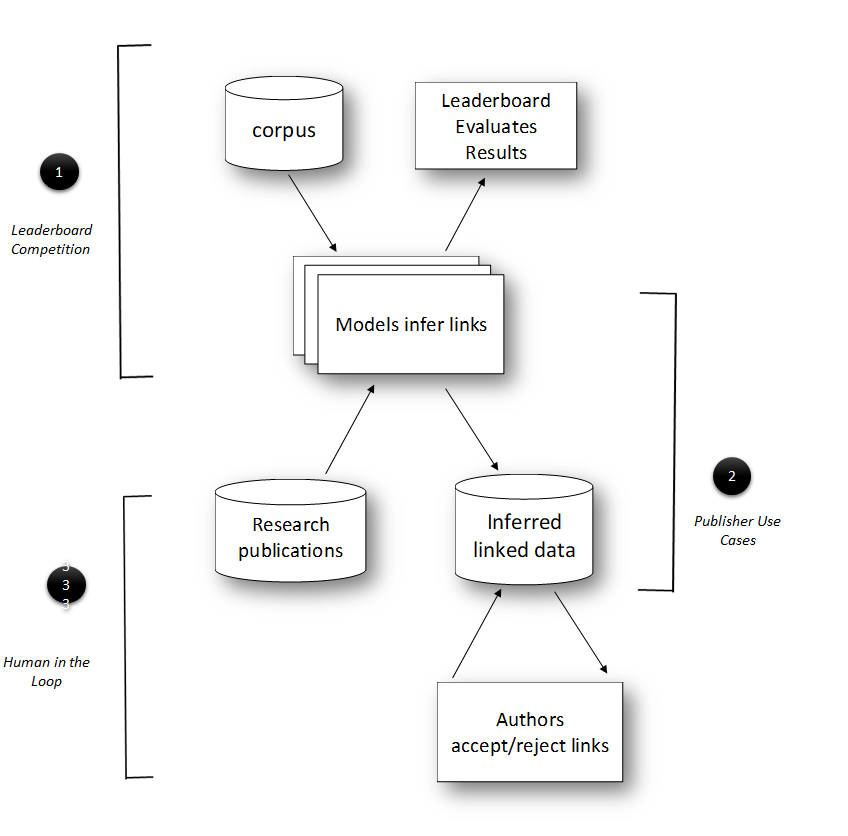 corpus
Leaderboard
Evaluates
Results
1
Leaderboard
Competition
Models infer links
2
Publisher Use
Cases
Research
publications
Inferred
linked data
3
3
3
Human in the
Loop
Authors
accept/reject links